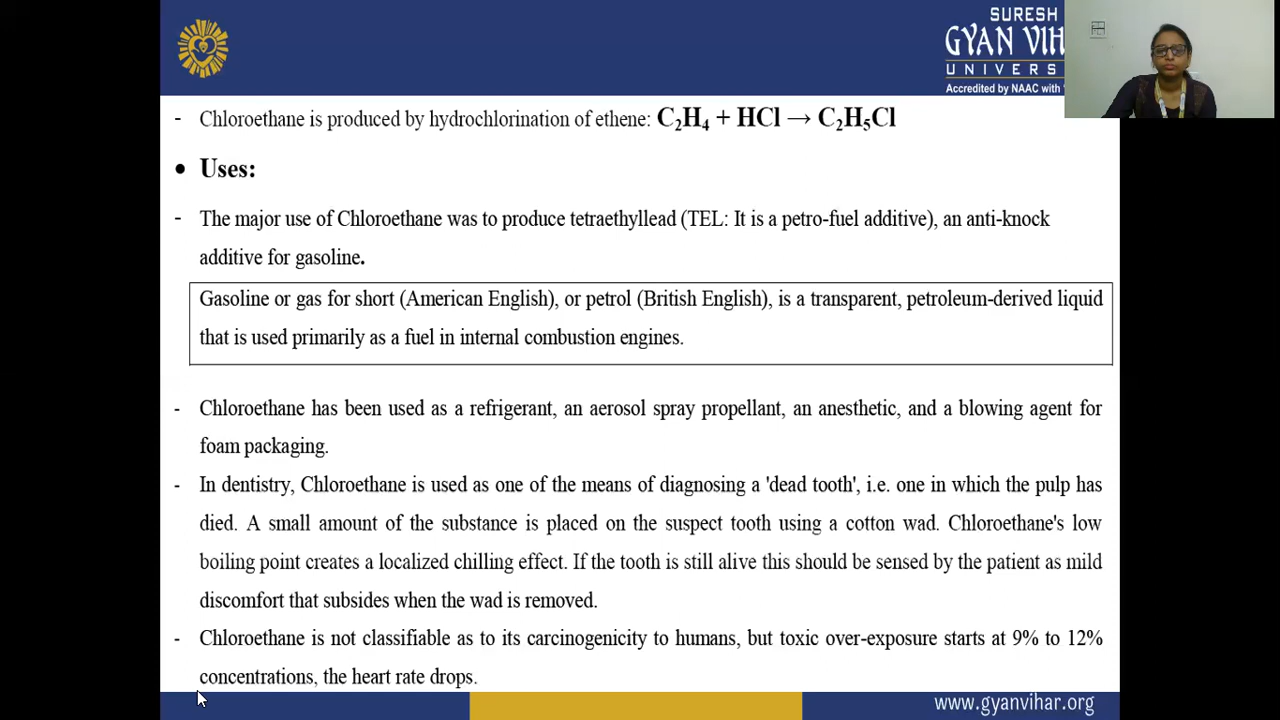 SURESH
GYAN VIH
UNIVERS
Accredited by NAAC with
- Chloroethane is produced by hydrochlorination of ethene: C₂H₄ + HCl → C₂H₅Cl
• Uses:
- The major use of Chloroethane was to produce tetraethyllead (TEL: It is a petro-fuel additive), an anti-knock
additive for gasoline.
Gasoline or gas for short (American English), or petrol (British English), is a transparent, petroleum-derived liquid
that is used primarily as a fuel in internal combustion engines.
- Chloroethane has been used as a refrigerant, an aerosol spray propellant, an anesthetic, and a blowing agent for
foam packaging.
- In dentistry, Chloroethane is used as one of the means of diagnosing a 'dead tooth', i.e. one in which the pulp has
died. A small amount of the substance is placed on the suspect tooth using a cotton wad. Chloroethane's low
boiling point creates a localized chilling effect. If the tooth is still alive this should be sensed by the patient as mild
discomfort that subsides when the wad is removed.
- Chloroethane is not classifiable as to its carcinogenicity to humans, but toxic over-exposure starts at 9% to 12%
concentrations, the heart rate drops.
www.gyanvihar.org